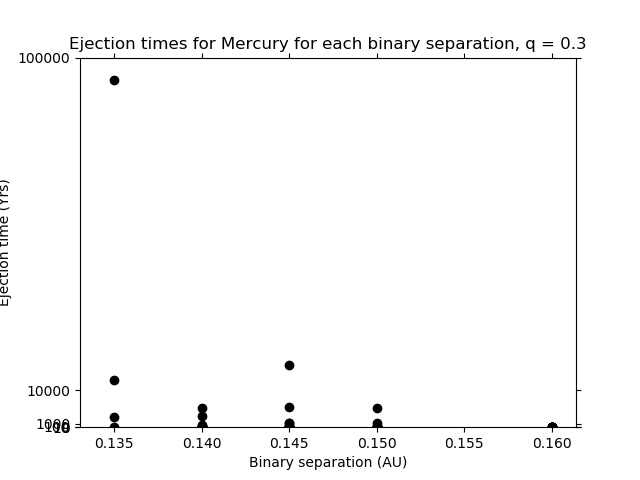 Ejection times for Mercury for each binary separation, q = 0.3
100000
Ejection time (Yrs)
10000
1000
0.135 0.140 0.145 0.150 0.155 0.160
Binary separation (AU)